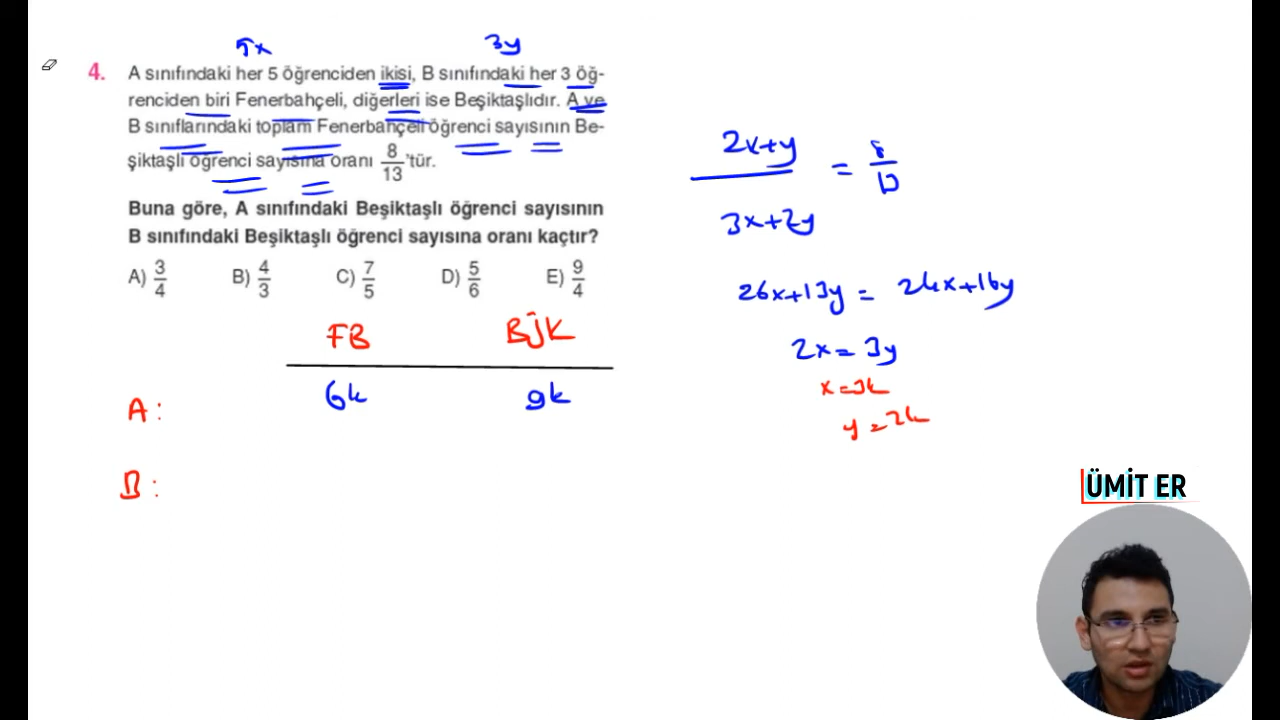 5x 3y
4. A sınıfındaki her 5 öğrenciden ikisi, B sınıfındaki her 3 öğ-
renciden biri Fenerbahçeli, diğerleri ise Beşiktaşlıdır. A ve
B sınıflarındaki toplam Fenerbahçeli öğrenci sayısının Be-
şiktaşlı öğrenci sayısına oranı 8/13'tür.
Buna göre, A sınıfındaki Beşiktaşlı öğrenci sayısının
B sınıfındaki Beşiktaşlı öğrenci sayısına oranı kaçtır?
A) 3/4 B) 4/3 C) 7/5 D) 5/6 E) 9/4
FB BJK
A: 6k 9k
B:
2x+y / 3x+2y = 8/13
26x+13y = 24x+16y
2x = 3y
x=3k
y=2k
ÜMİT ER